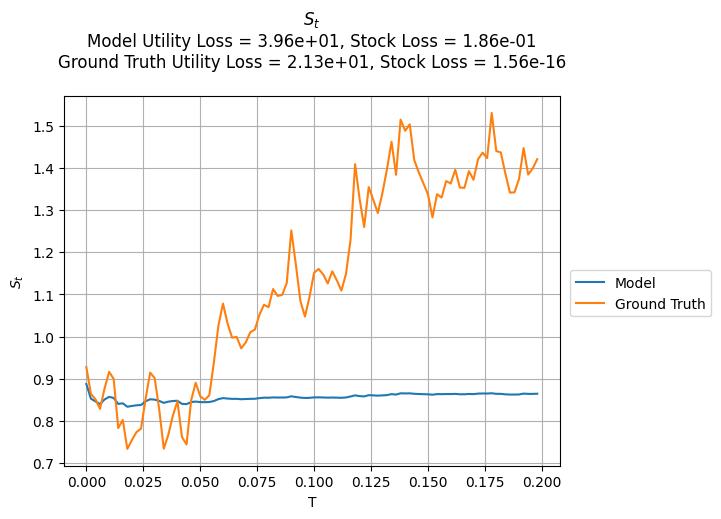 S_t
Model Utility Loss = 3.96e+01, Stock Loss = 1.86e-01
Ground Truth Utility Loss = 2.13e+01, Stock Loss = 1.56e-16
1.5
1.4
1.3
1.2
1.1
1.0
0.9
0.8
0.7
S_t
0.000 0.025 0.050 0.075 0.100 0.125 0.150 0.175 0.200
T
Model
Ground Truth